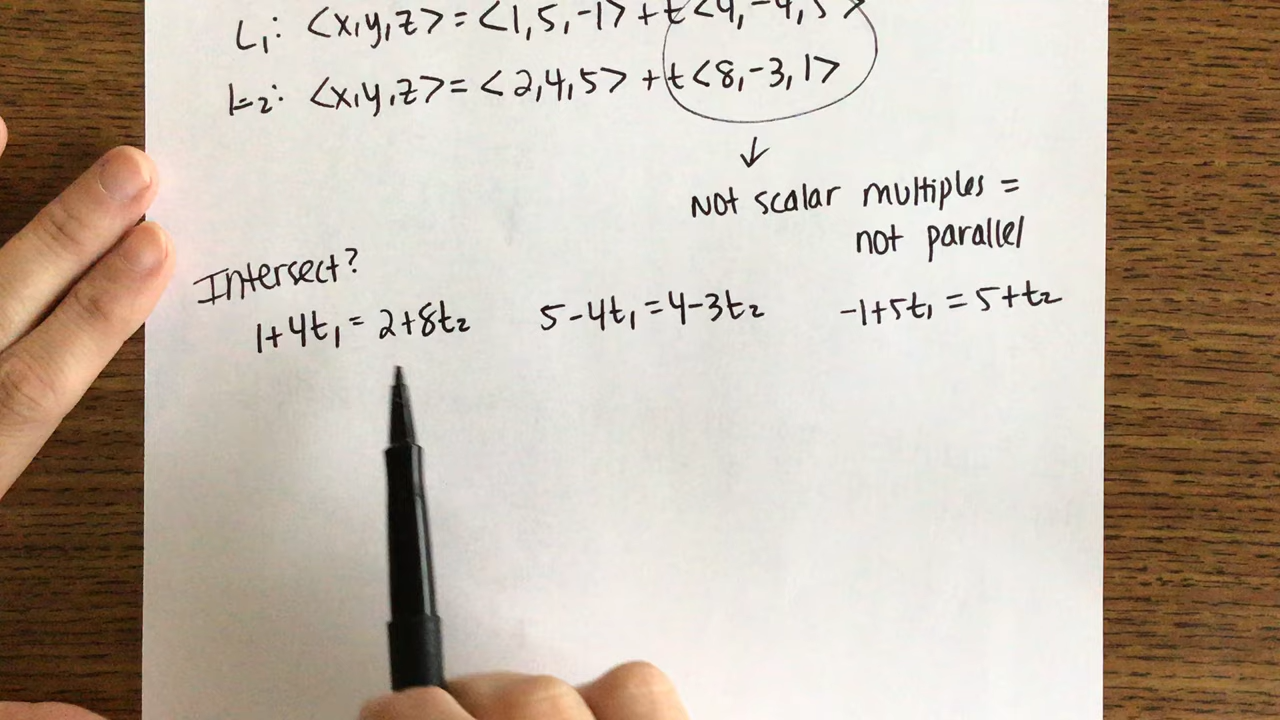 L₁: <x,y,z> = <1,5,-1> + t<4,-4,5>
L₂: <x,y,z> = <2,4,5> + t<8,-3,1>
↓
Not scalar multiples =
not parallel
Intersect?
1+4t₁ = 2+8t₂ 5-4t₁ = 4-3t₂ -1+5t₁ = 5+t₂